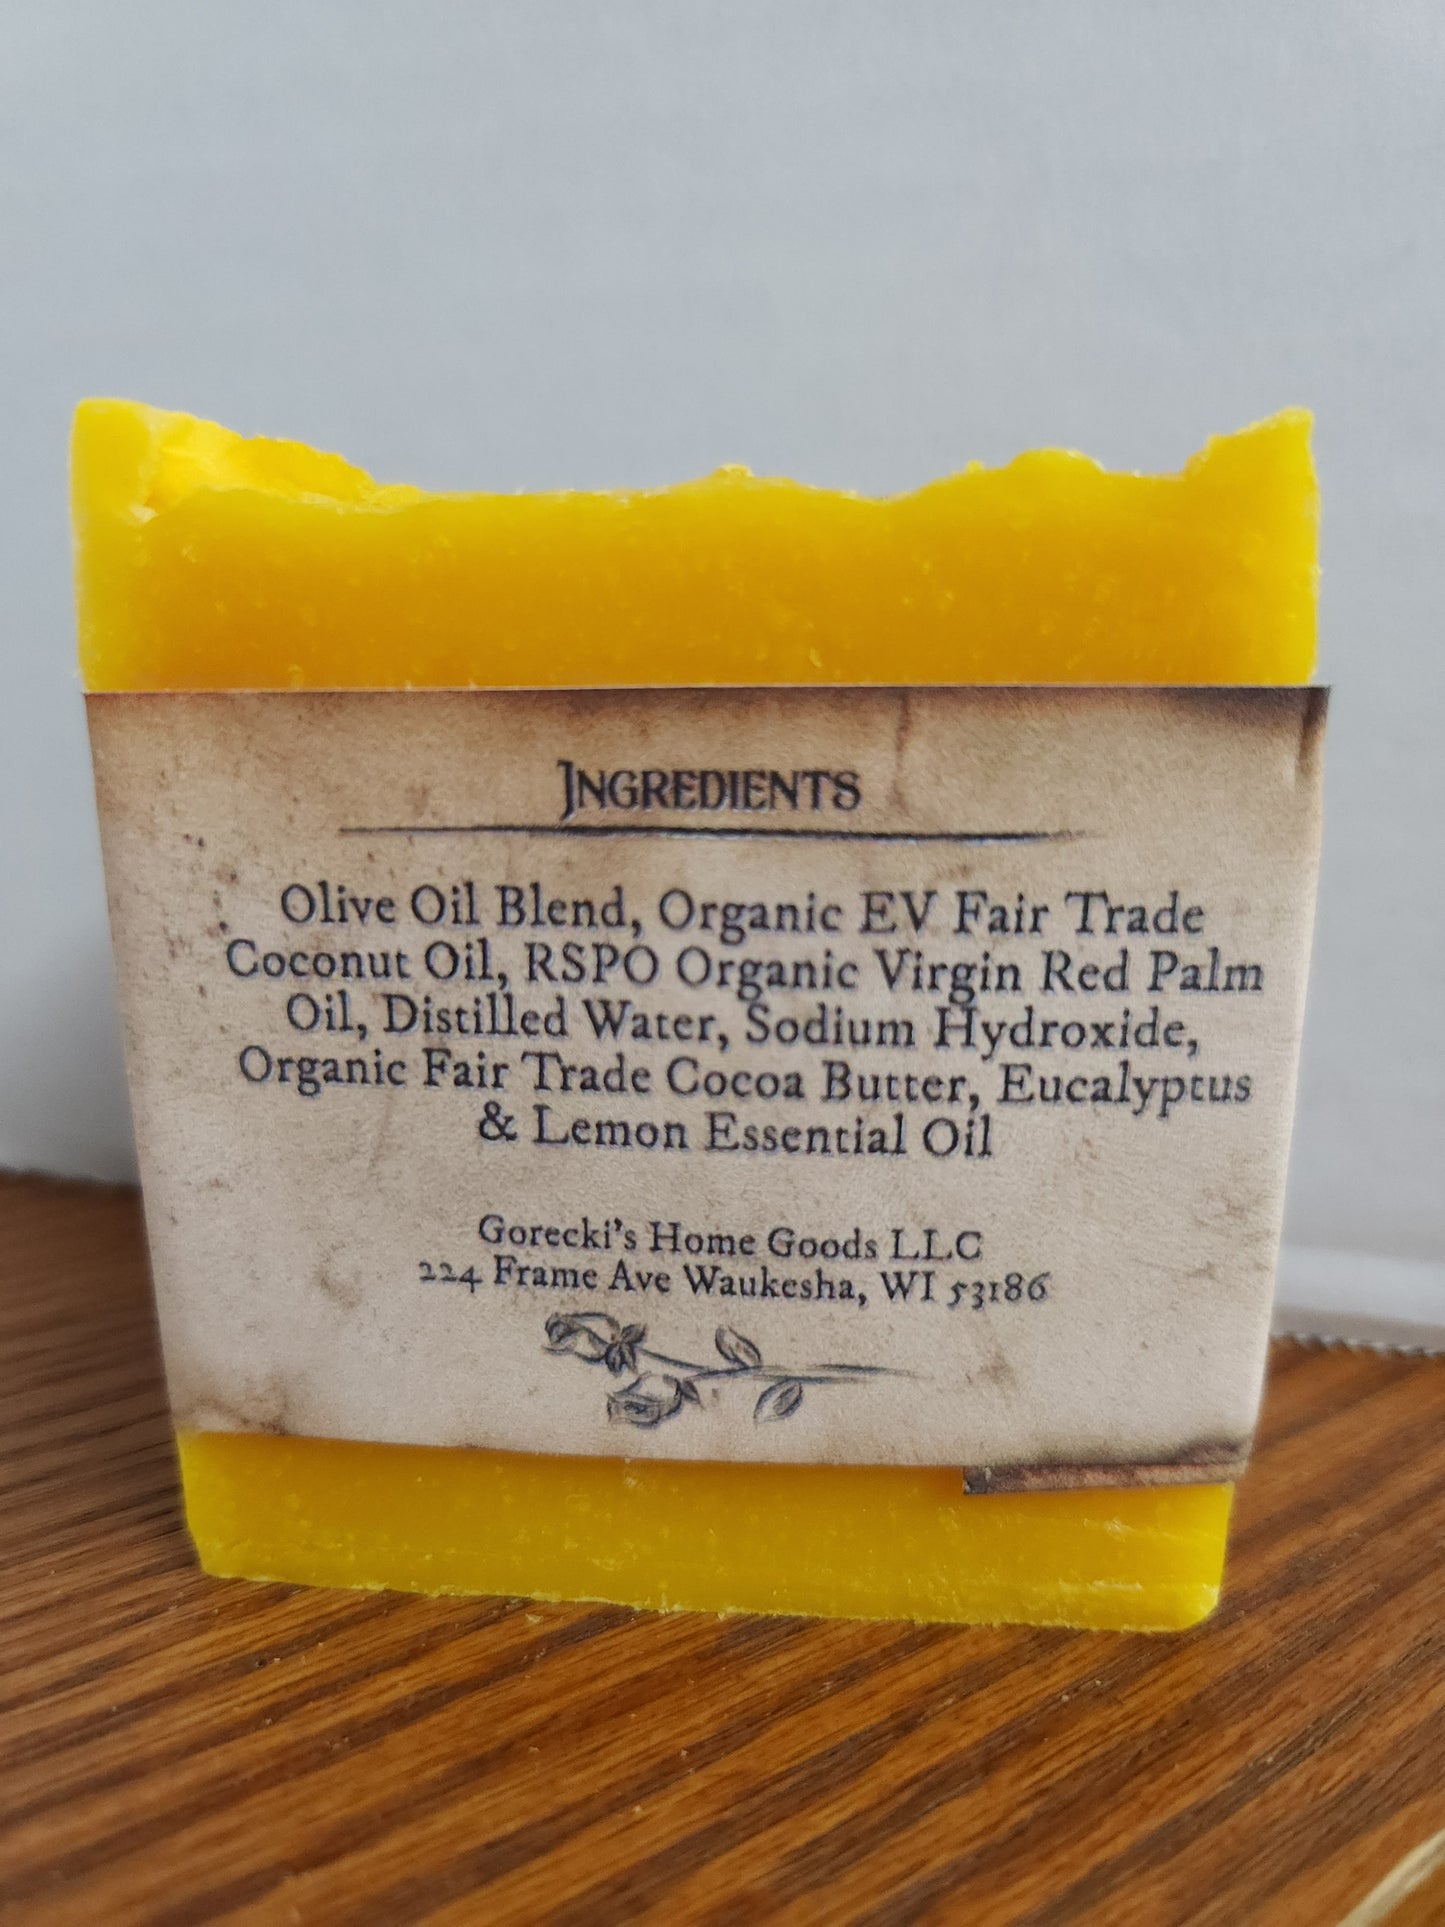 Ingredients
Olive Oil Blend, Organic EV Fair Trade
Coconut Oil, RSPO Organic Virgin Red Palm
Oil, Distilled Water, Sodium Hydroxide,
Organic Fair Trade Cocoa Butter, Eucalyptus
& Lemon Essential Oil
Gorecki's Home Goods LLC
224 Frame Ave Waukesha, WI 53186